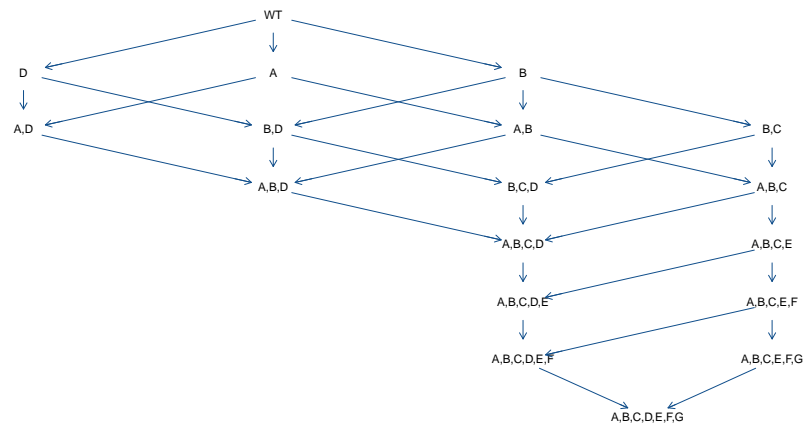 WT
D
A
B
A,D
B,D
A,B
B,C
A,B,D
B,C,D
A,B,C
A,B,C,D
A,B,C,E
A,B,C,D,E
A,B,C,E,F
A,B,C,D,E,F
A,B,C,E,F,G
A,B,C,D,E,F,G